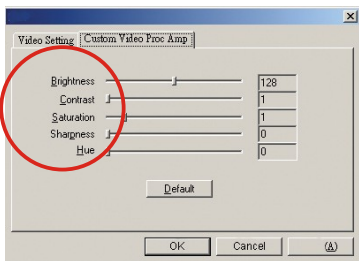 Video Setting Custom Video Proc Amp
Brightness 128
Contrast 1
Saturation 1
Sharpness 0
Hue 0
Default
OK Cancel (A)